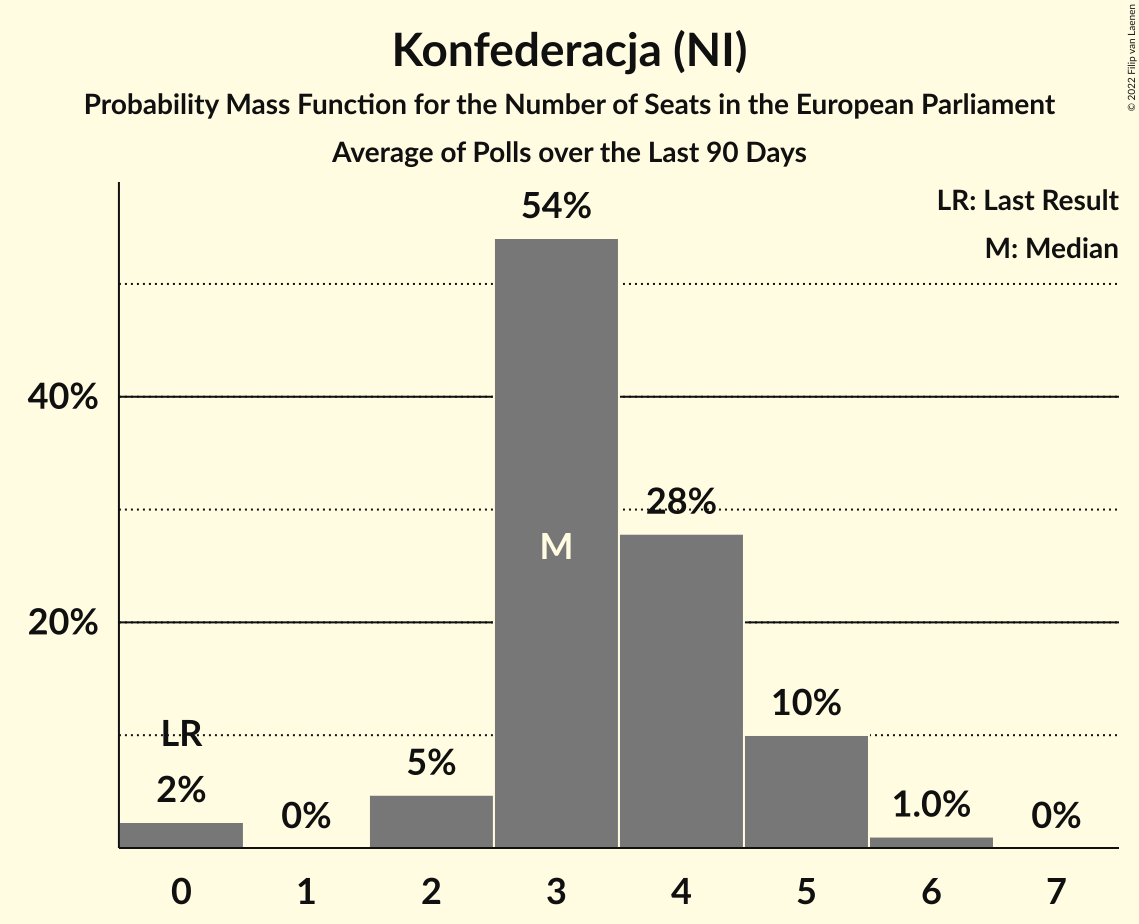 Konfederacja (NI)
Probability Mass Function for the Number of Seats in the European Parliament
Average of Polls over the Last 90 Days
© 2022 Filip van Laenen
LR: Last Result
M: Median
54%
40%
28%
M
20%
10%
LR
5%
2%
1.0%
0%
0%
0 1 2 3 4 5 6 7